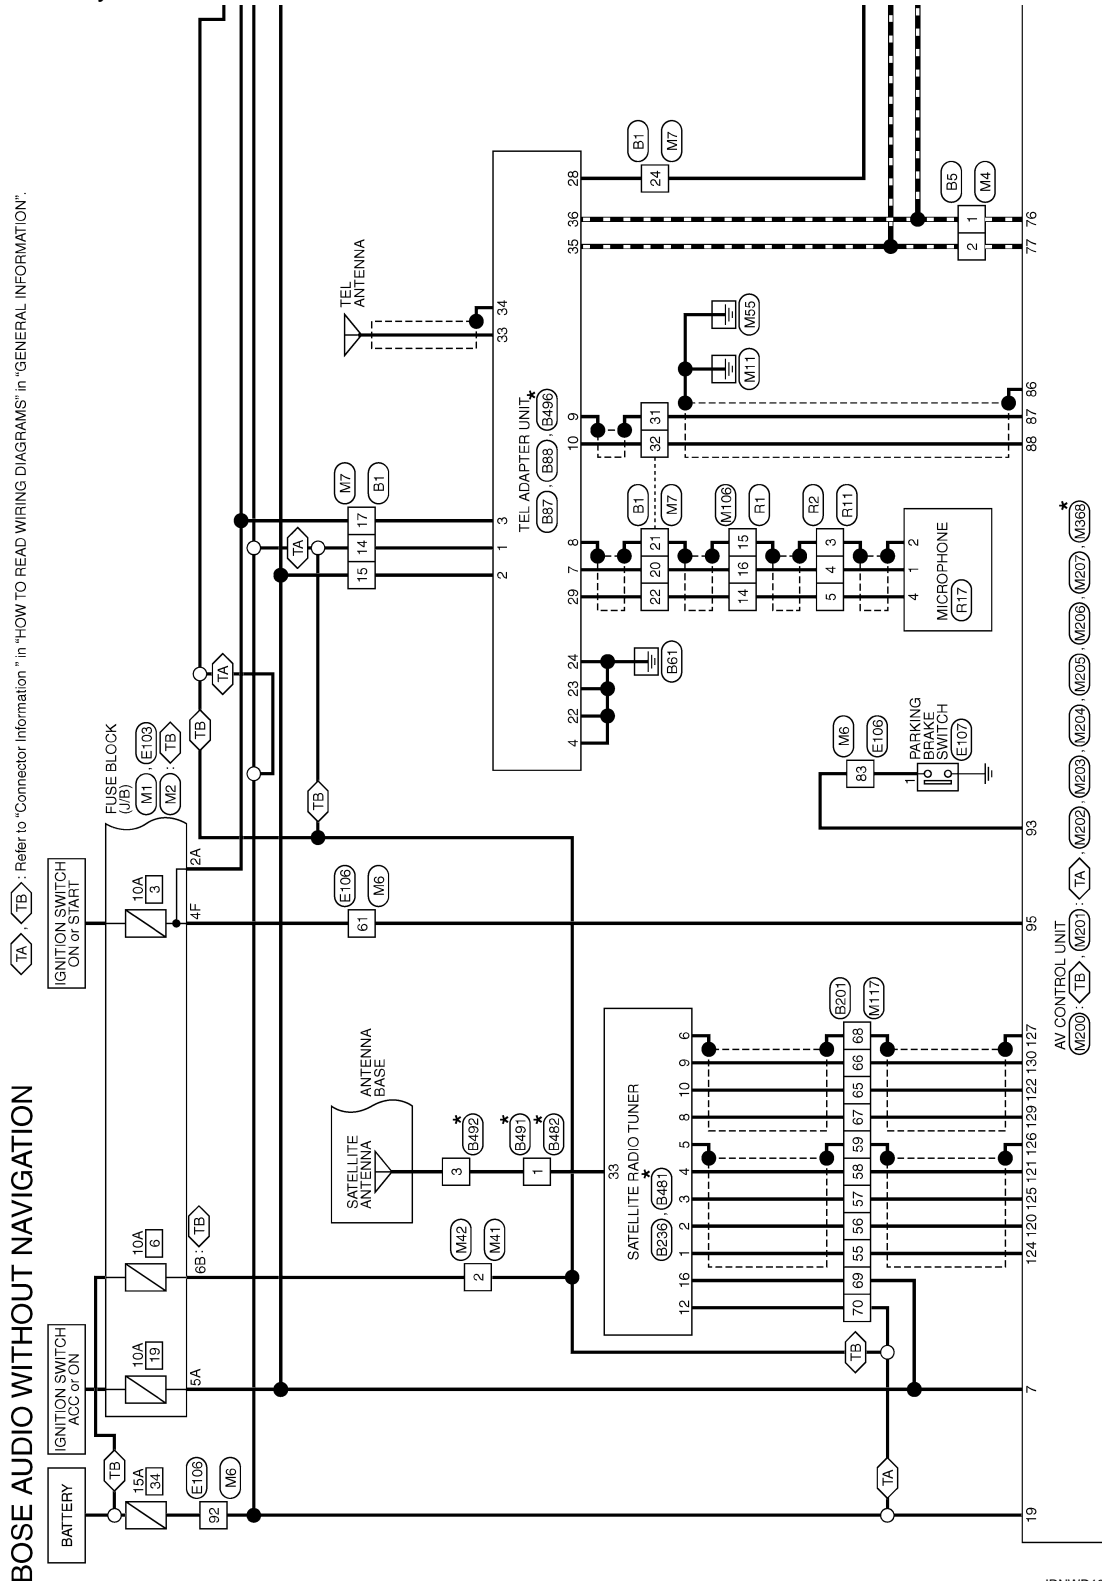 BOSE AUDIO WITHOUT NAVIGATION
TA , TB : Refer to "Connector Information " in "HOW TO READ WIRING DIAGRAMS" in "GENERAL INFORMATION".
BATTERY
IGNITION SWITCH
ACC or ON
IGNITION SWITCH
ON or START
TB
15A
34
10A
19
10A
6
10A
3
FUSE BLOCK
(J/B)
M1 , E103
M2 : TB
E106
92
M6
5A
6B : TB
4F
2A
TB
TA
E106
61
M6
TB
TA
M7
15 14 17
B1
SATELLITE
ANTENNA
ANTENNA
BASE
3
B492 *
1
B491 *
B482 *
M42
2
M41
TEL
ANTENNA
33 34
2 1 3
TEL ADAPTER UNIT
B87 , B88 , B496 *
4 22 23 24 29 7 8 10 9 35 36 28
B61
B1
22 20 21
M7
32 31
M11
M55
B1
24
M7
M106
14 16 15
R1
R2
5 4 3
R11
4 1 2
MICROPHONE
R17
33
SATELLITE RADIO TUNER
B236 , B481 *
12 16 1 2 3 4 5 8 10 9 6
TB
B201
70 69 55 56 57 58 59 67 65 66 68
M117
TA
M6
83
E106
PARKING
BRAKE
SWITCH
1
E107
B5
2 1
M4
19 7 124 120 125 121 126 129 122 130 127 95 93 88 87 86 77 76
AV CONTROL UNIT
M200 : TB , M201 : TA , M202 , M203 , M204 , M205 , M206 , M207 , M368 *